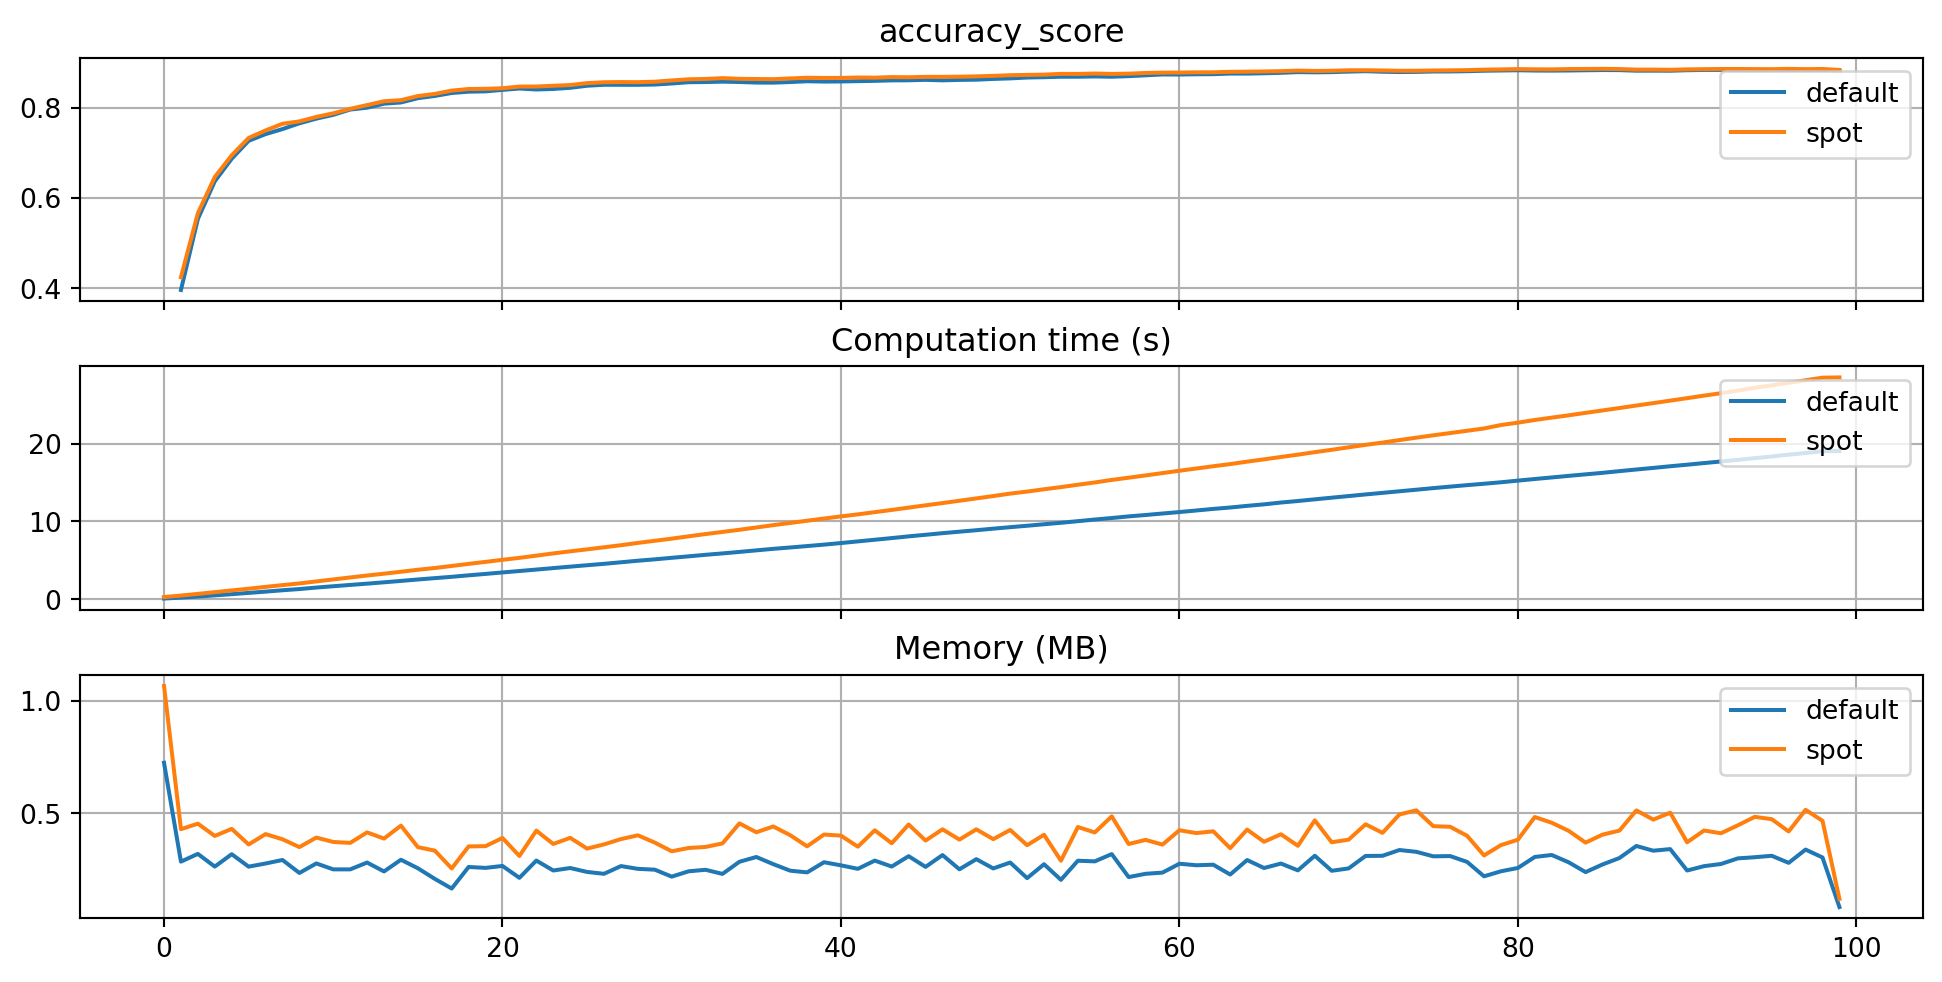 accuracy_score
0.8
0.6
0.4
default
spot
Computation time (s)
20
10
0
default
spot
Memory (MB)
1.0
0.5
default
spot
0 20 40 60 80 100